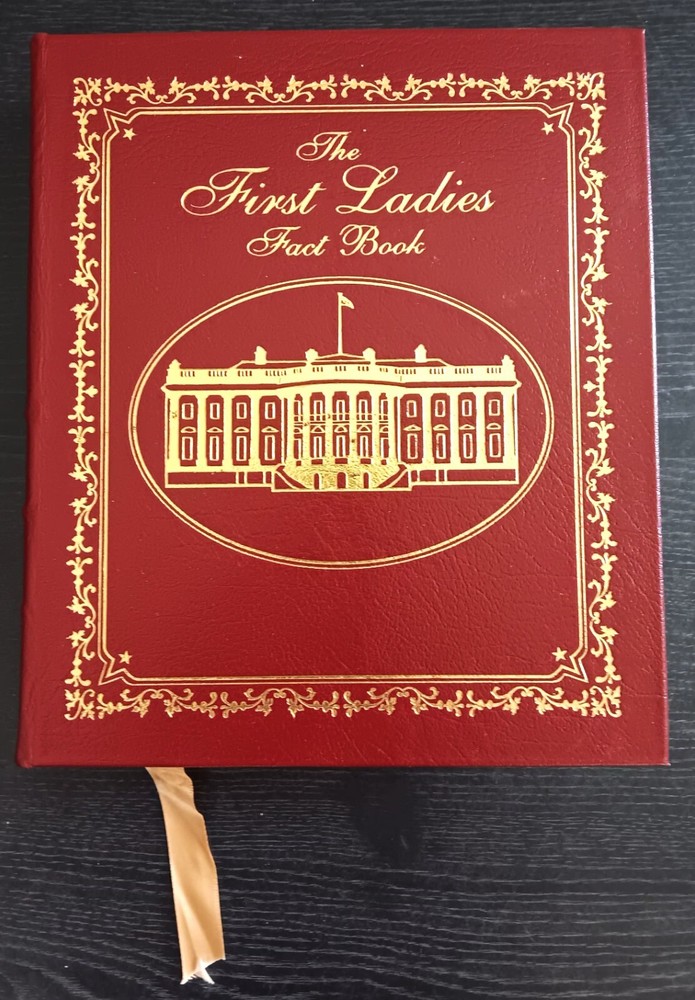 The
First Ladies
Fact Book